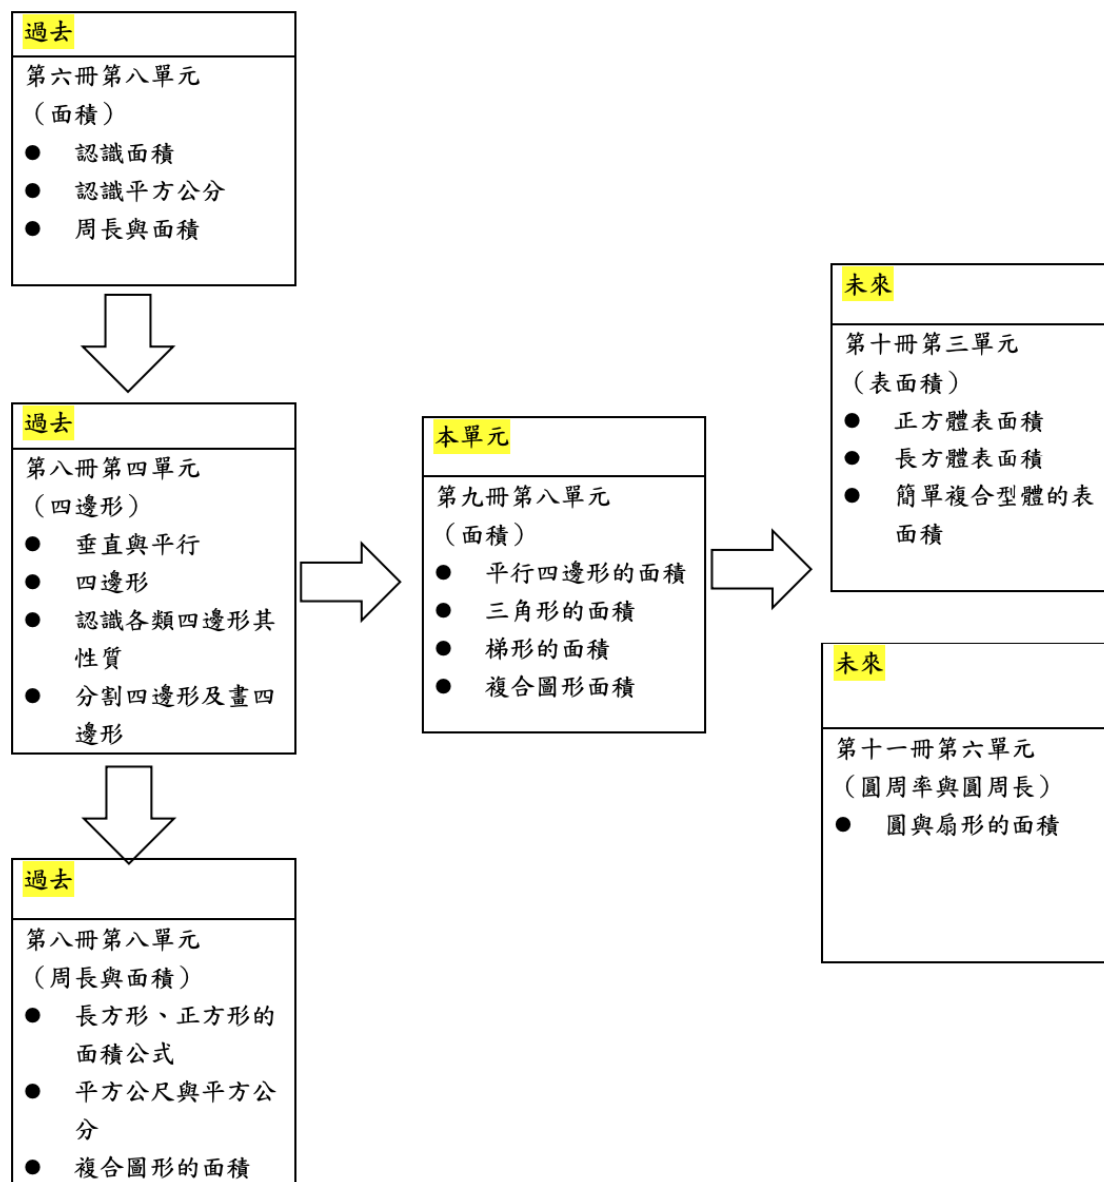 過去
第六冊第八單元
（面積）
● 認識面積
● 認識平方公分
● 周長與面積
過去
第八冊第四單元
（四邊形）
● 垂直與平行
● 四邊形
● 認識各類四邊形其
性質
● 分割四邊形及畫四
邊形
過去
第八冊第八單元
（周長與面積）
● 長方形、正方形的
面積公式
● 平方公尺與平方公
分
● 複合圖形的面積
本單元
第九冊第八單元
（面積）
● 平行四邊形的面積
● 三角形的面積
● 梯形的面積
● 複合圖形面積
未來
第十冊第三單元
（表面積）
● 正方體表面積
● 長方體表面積
● 簡單複合型體的表
面積
未來
第十一冊第六單元
（圓周率與圓周長）
● 圓與扇形的面積